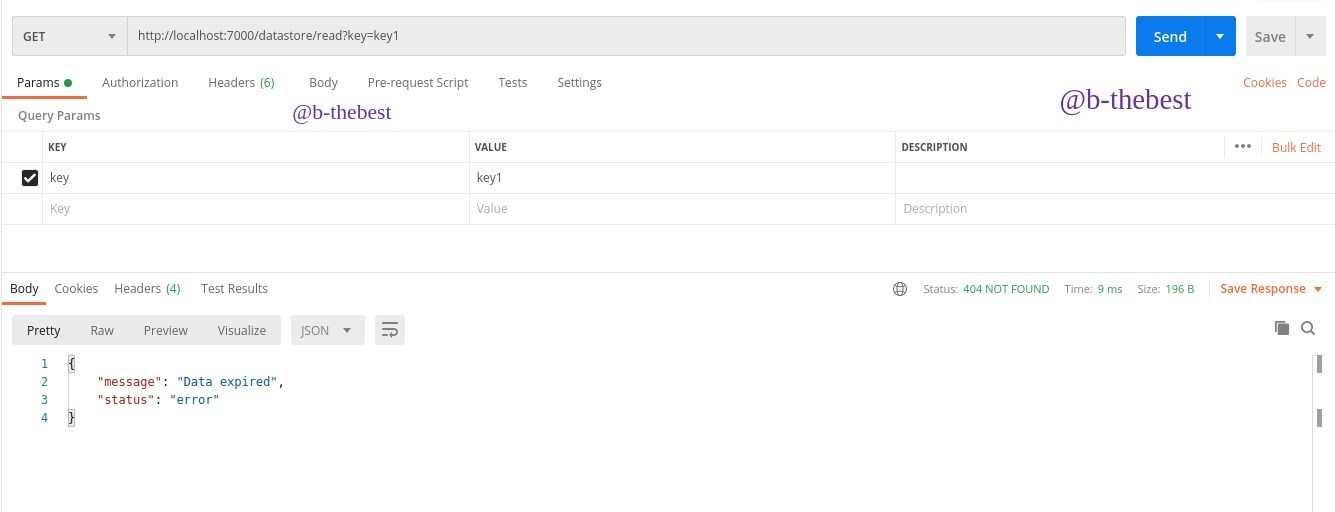 GET http://localhost:7000/datastore/read?key=key1 Send Save
Params Authorization Headers (6) Body Pre-request Script Tests Settings Cookies Code
@b-thebest @b-thebest
Query Params
KEY VALUE DESCRIPTION ••• Bulk Edit
key key1
Key Value Description
Body Cookies Headers (4) Test Results Status: 404 NOT FOUND Time: 9 ms Size: 196 B Save Response
Pretty Raw Preview Visualize JSON
1 {
2 "message": "Data expired",
3 "status": "error"
4 }